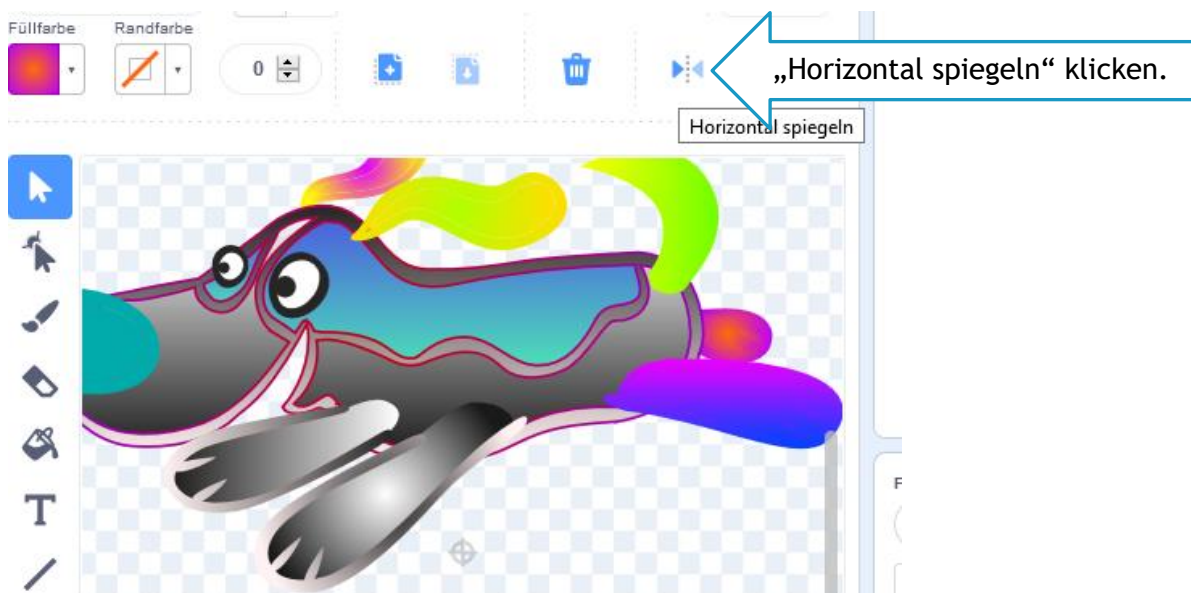 Füllfarbe Randfarbe
0
„Horizontal spiegeln“ klicken.
Horizontal spiegeln
T
F